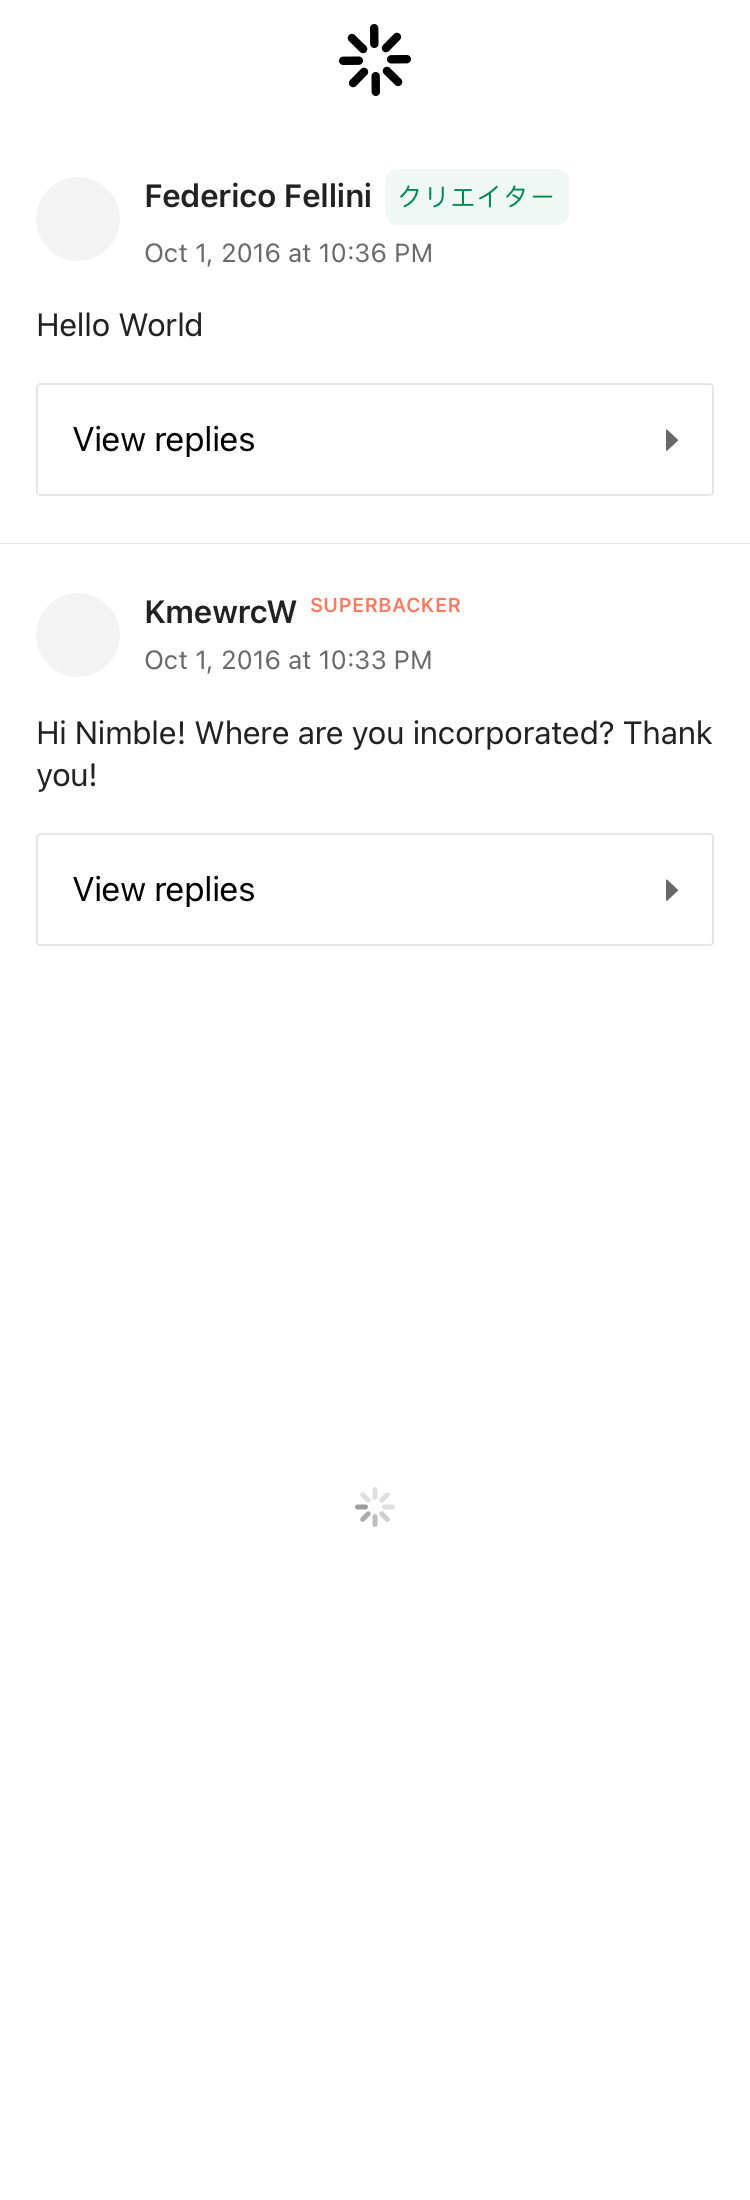 Federico Fellini クリエイター
Oct 1, 2016 at 10:36 PM
Hello World
View replies
KmewrcW SUPERBACKER
Oct 1, 2016 at 10:33 PM
Hi Nimble! Where are you incorporated? Thank
you!
View replies